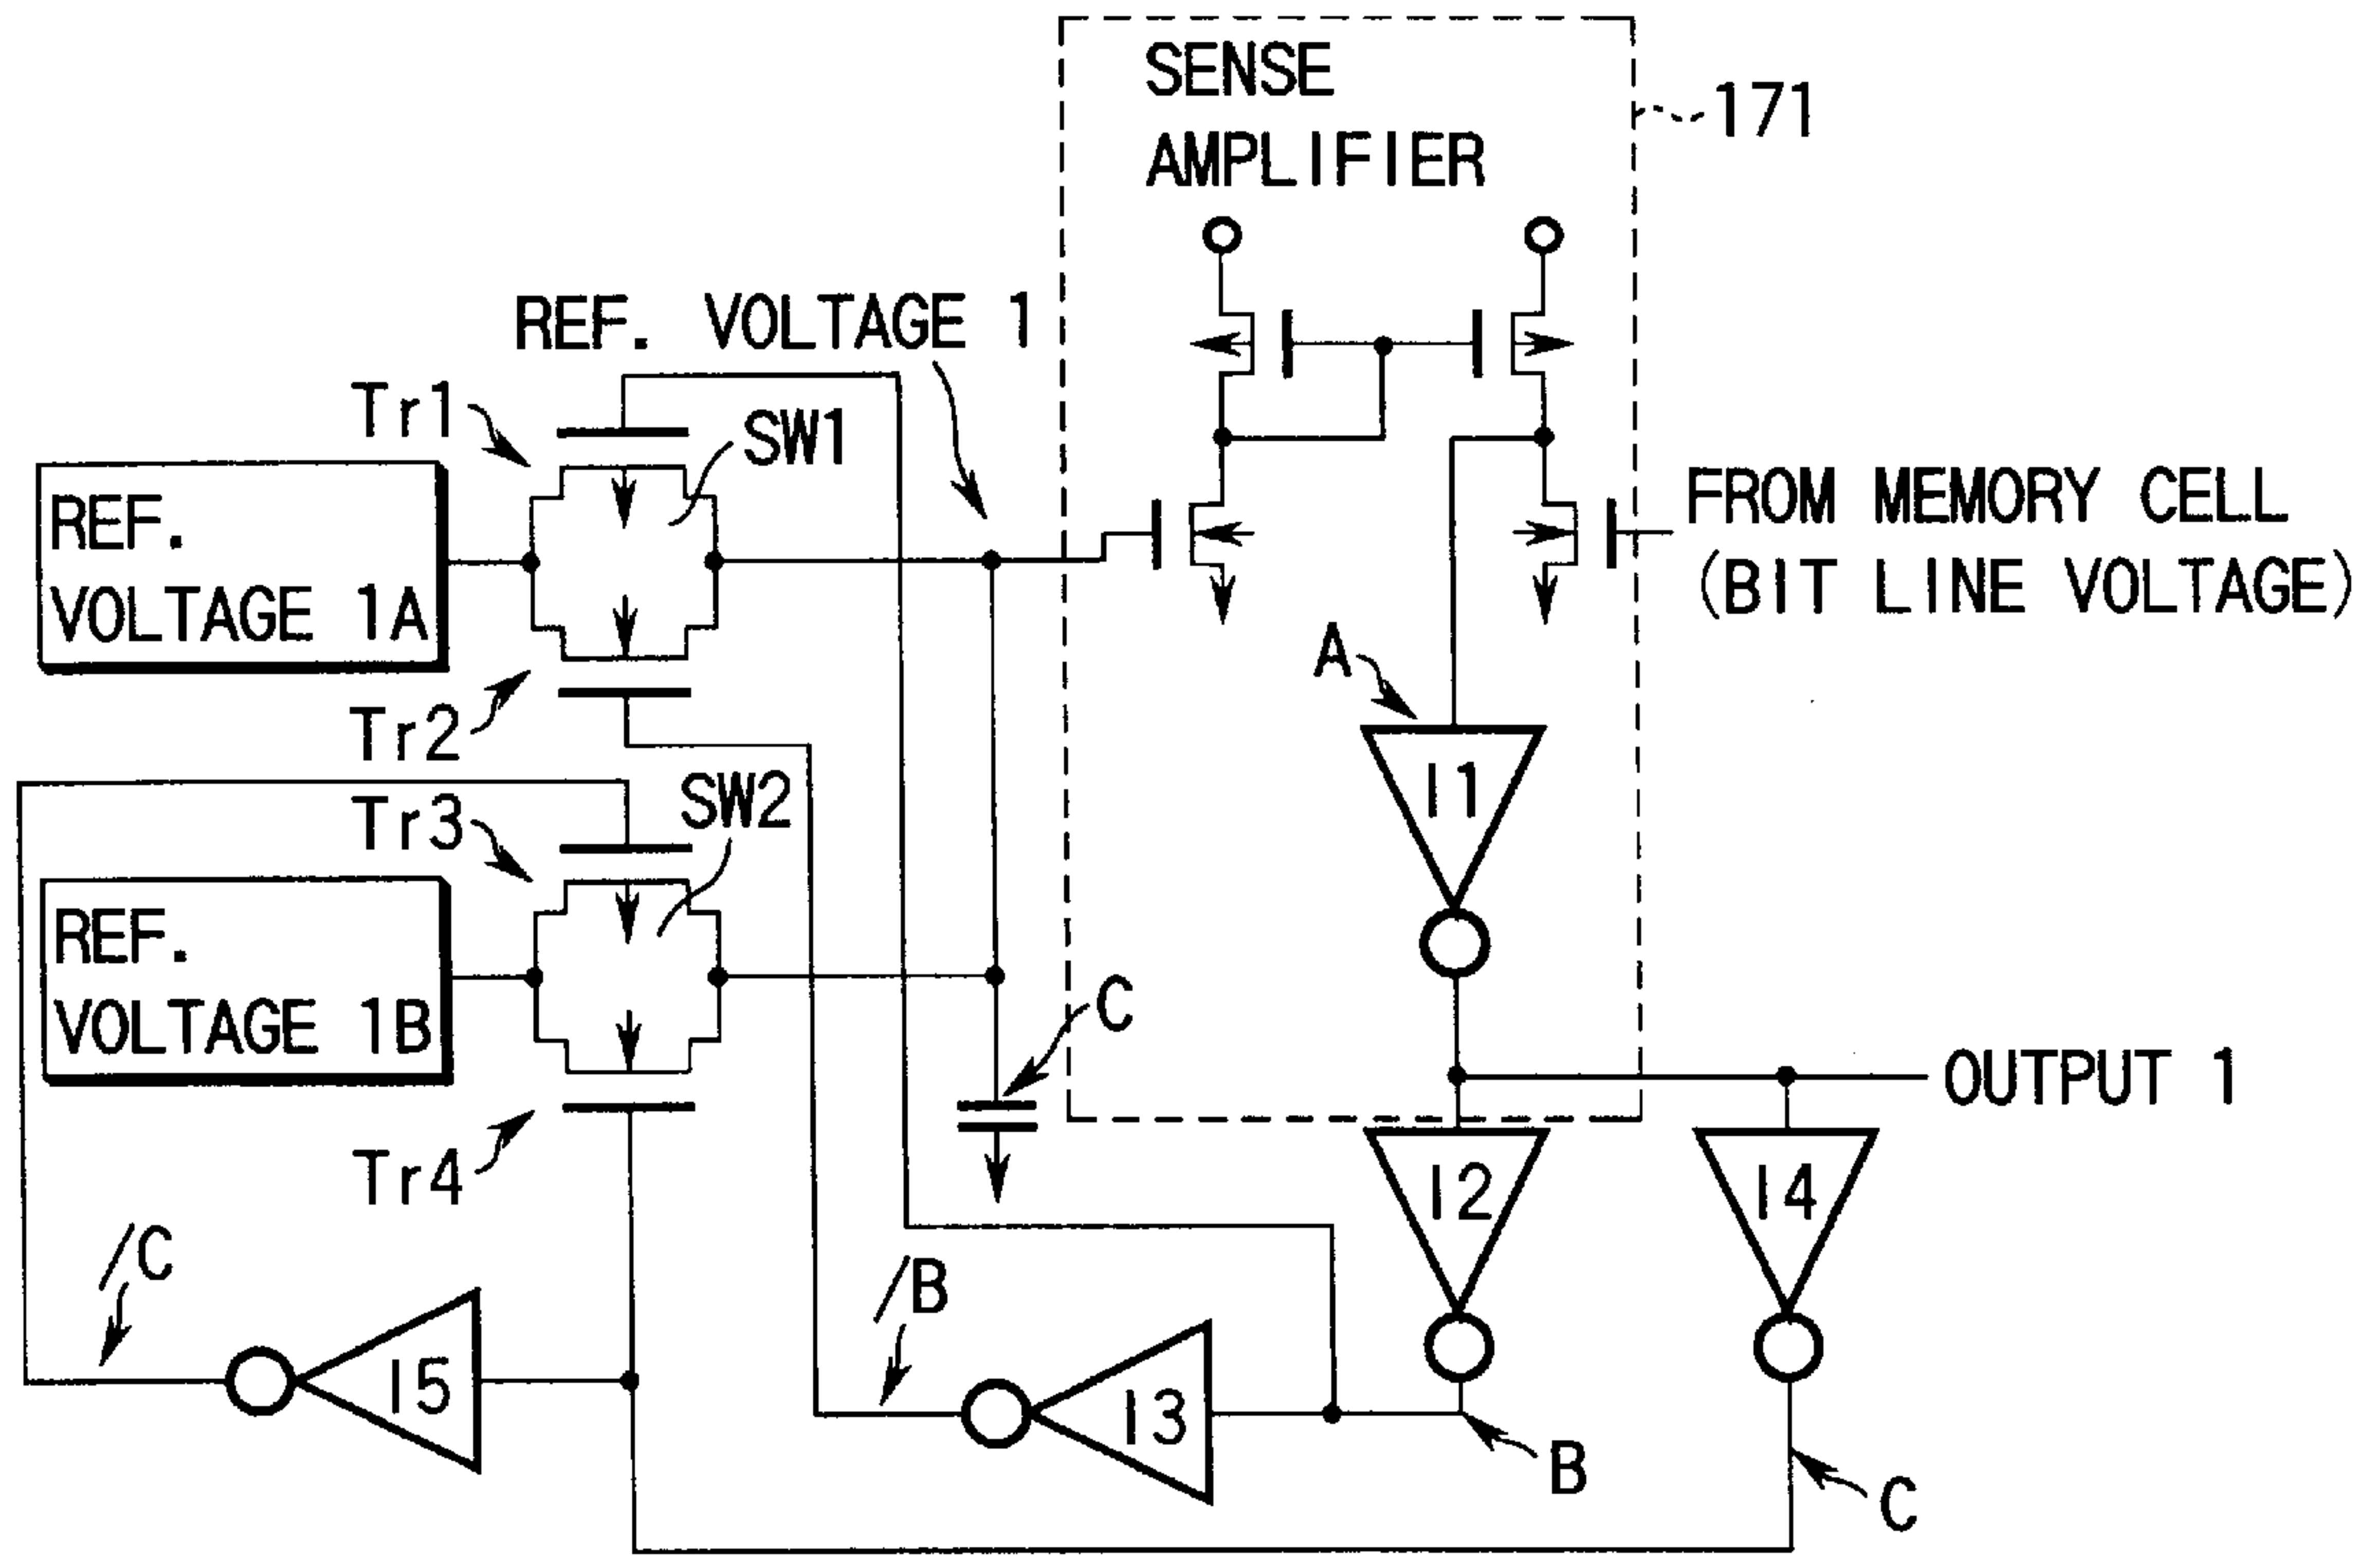 SENSE
AMPLIFIER
171
REF. VOLTAGE 1
Tr1
SW1
REF.
VOLTAGE 1A
FROM MEMORY CELL
(BIT LINE VOLTAGE)
A
Tr2
I1
Tr3
SW2
REF.
VOLTAGE 1B
C
OUTPUT 1
Tr4
I2
I4
/C
/B
I5
I3
B
C